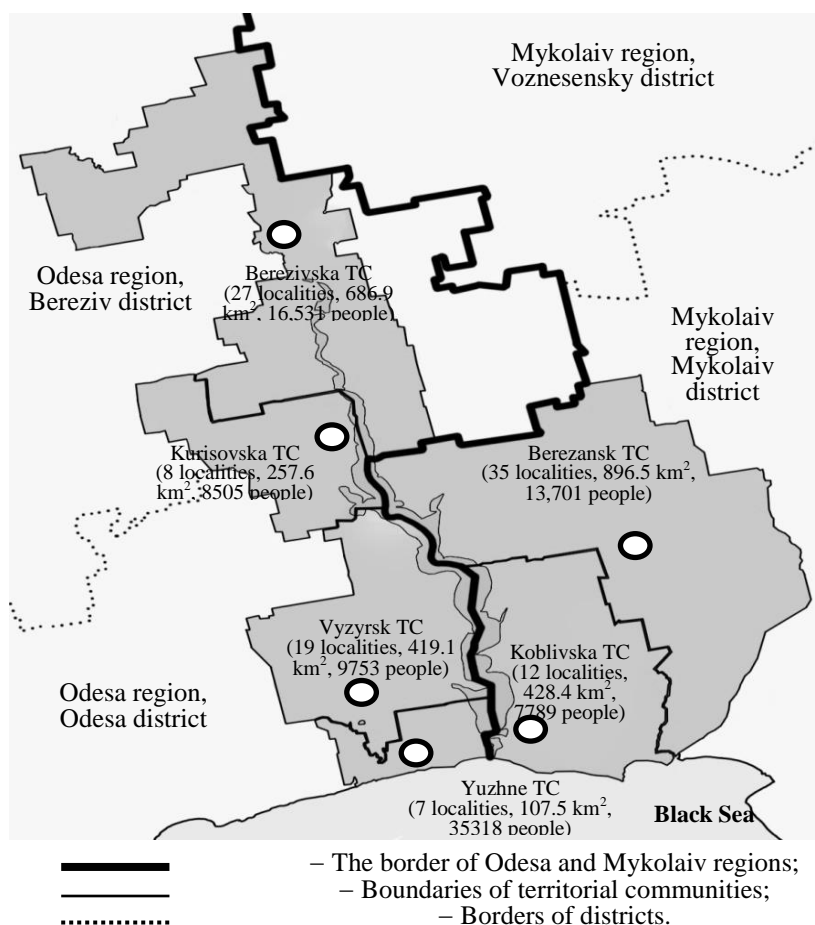 Mykolaiv region,
Voznesensky district
Odesa region,
Bereziv district
Berezivska TC
(27 localities, 686.9
km², 16,531 people)
Mykolaiv
region,
Mykolaiv
district
Kurisovska TC
(8 localities, 257.6
km², 8505 people)
Berezansk TC
(35 localities, 896.5 km²,
13,701 people)
Vyzyrsk TC
(19 localities, 419.1
km², 9753 people)
Koblivska TC
(12 localities,
428.4 km²,
7789 people)
Odesa region,
Odesa district
Yuzhne TC
(7 localities, 107.5 km²,
35318 people)
Black Sea
– The border of Odesa and Mykolaiv regions;
– Boundaries of territorial communities;
– Borders of districts.